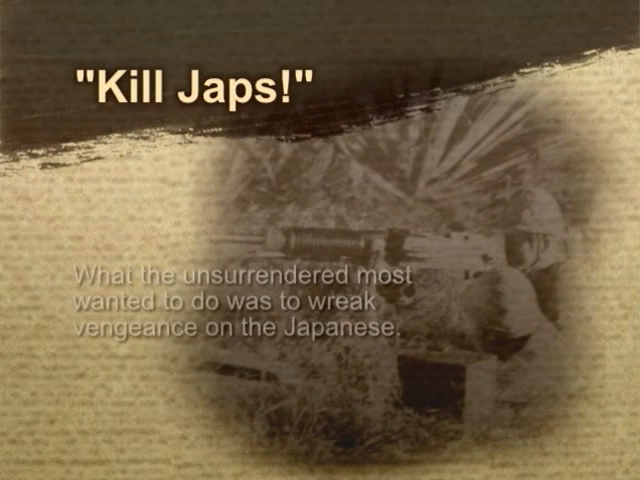 "Kill Japs!"
What the unsurrendered most
wanted to do was to wreak
vengeance on the Japanese.